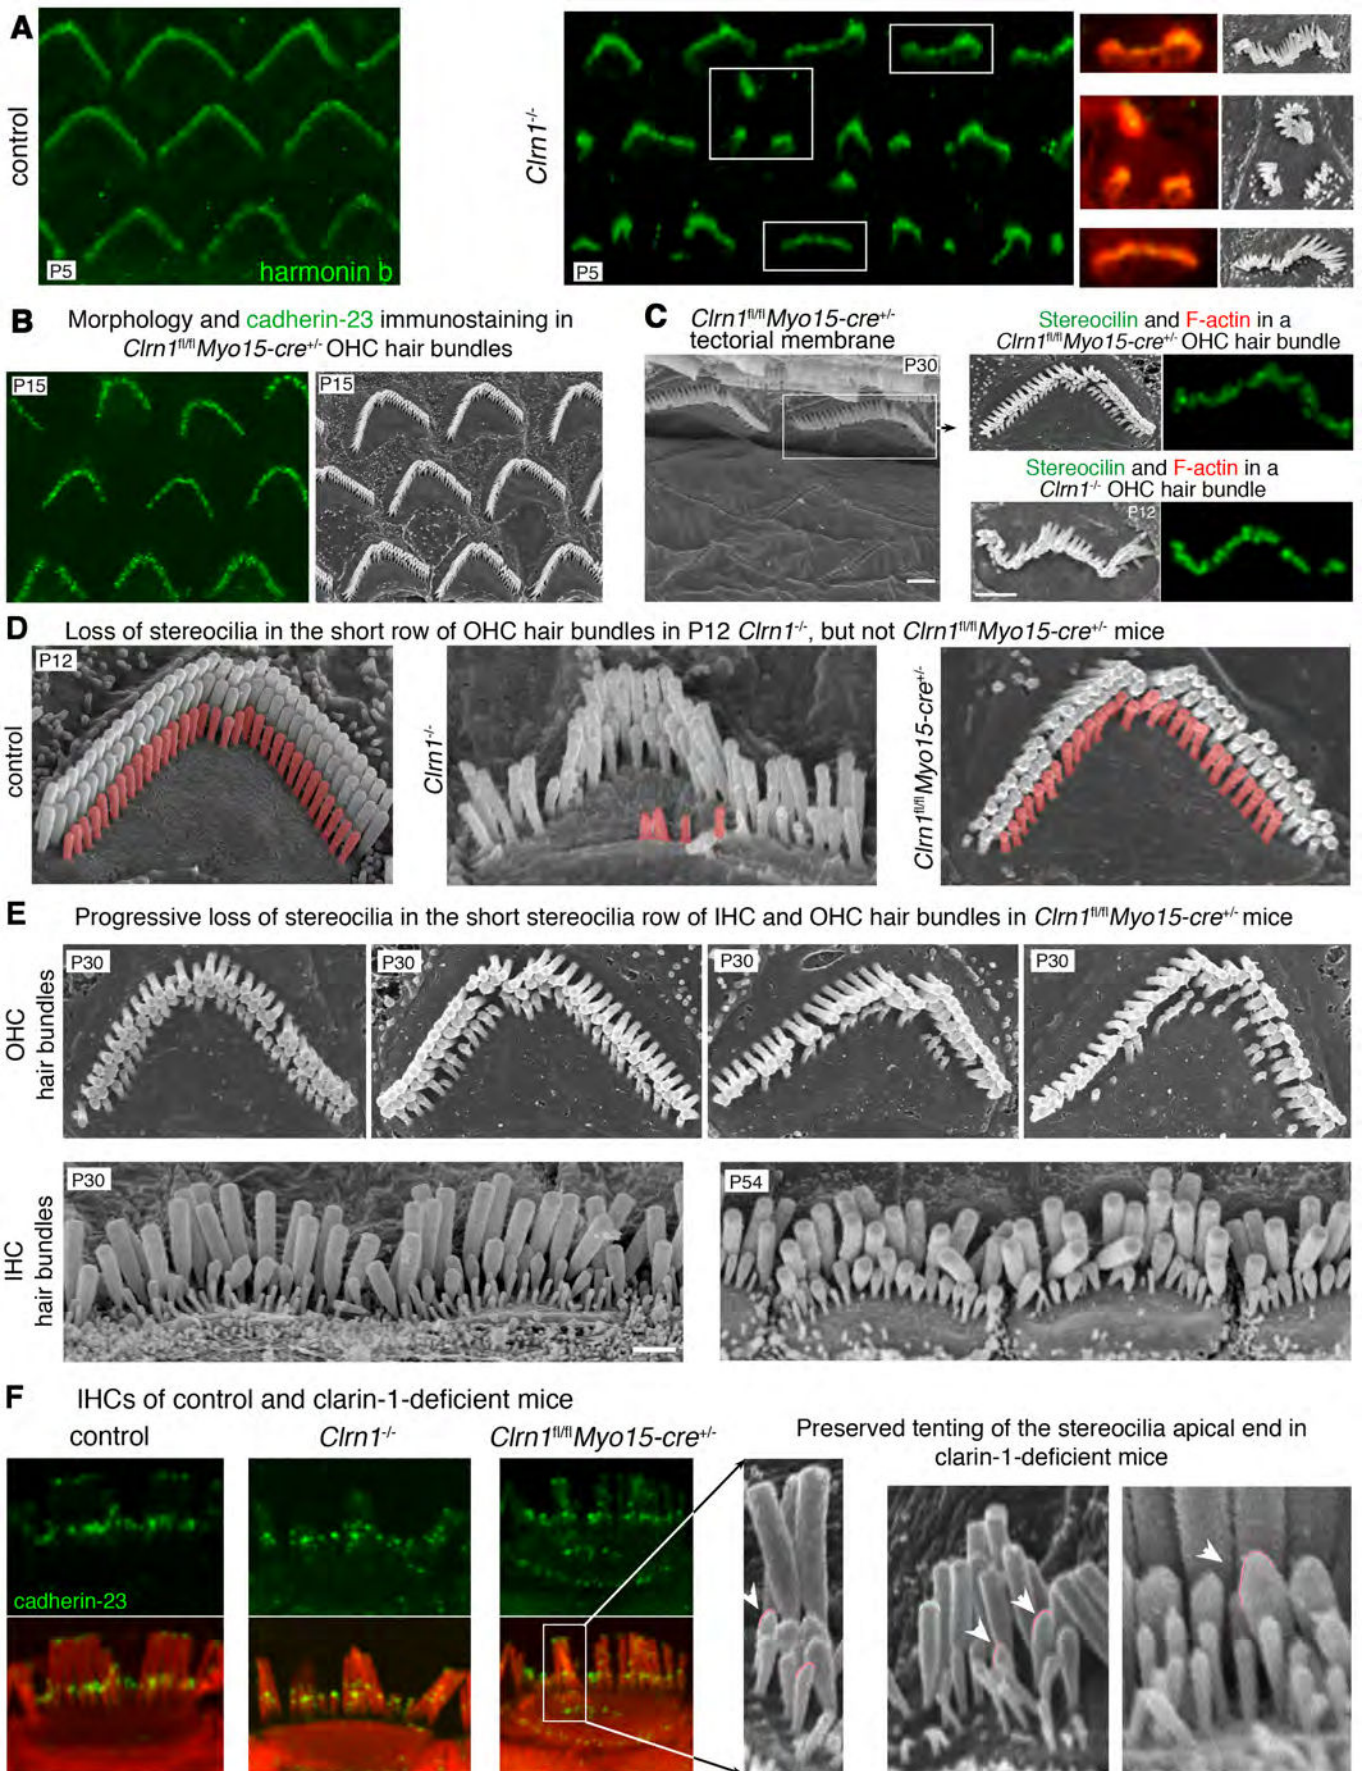 A
control
P5
harmonin b
Clrn1-/-
P5
B
Morphology and cadherin-23 immunostaining in
Clrn1fl/fl Myo15-cre+/- OHC hair bundles
P15
P15
C
Clrn1fl/fl Myo15-cre+/-
tectorial membrane
P30
Stereocilin and F-actin in a
Clrn1fl/fl Myo15-cre+/- OHC hair bundle
Stereocilin and F-actin in a
Clrn1-/- OHC hair bundle
P12
D
Loss of stereocilia in the short row of OHC hair bundles in P12 Clrn1-/-, but not Clrn1fl/fl Myo15-cre+/- mice
control
P12
Clrn1-/-
Clrn1fl/fl Myo15-cre+/-
E
Progressive loss of stereocilia in the short stereocilia row of IHC and OHC hair bundles in Clrn1fl/fl Myo15-cre+/- mice
OHC
hair bundles
P30
P30
P30
P30
IHC
hair bundles
P30
P54
F
IHCs of control and clarin-1-deficient mice
control
Clrn1-/-
Clrn1fl/fl Myo15-cre+/-
Preserved tenting of the stereocilia apical end in
clarin-1-deficient mice
cadherin-23